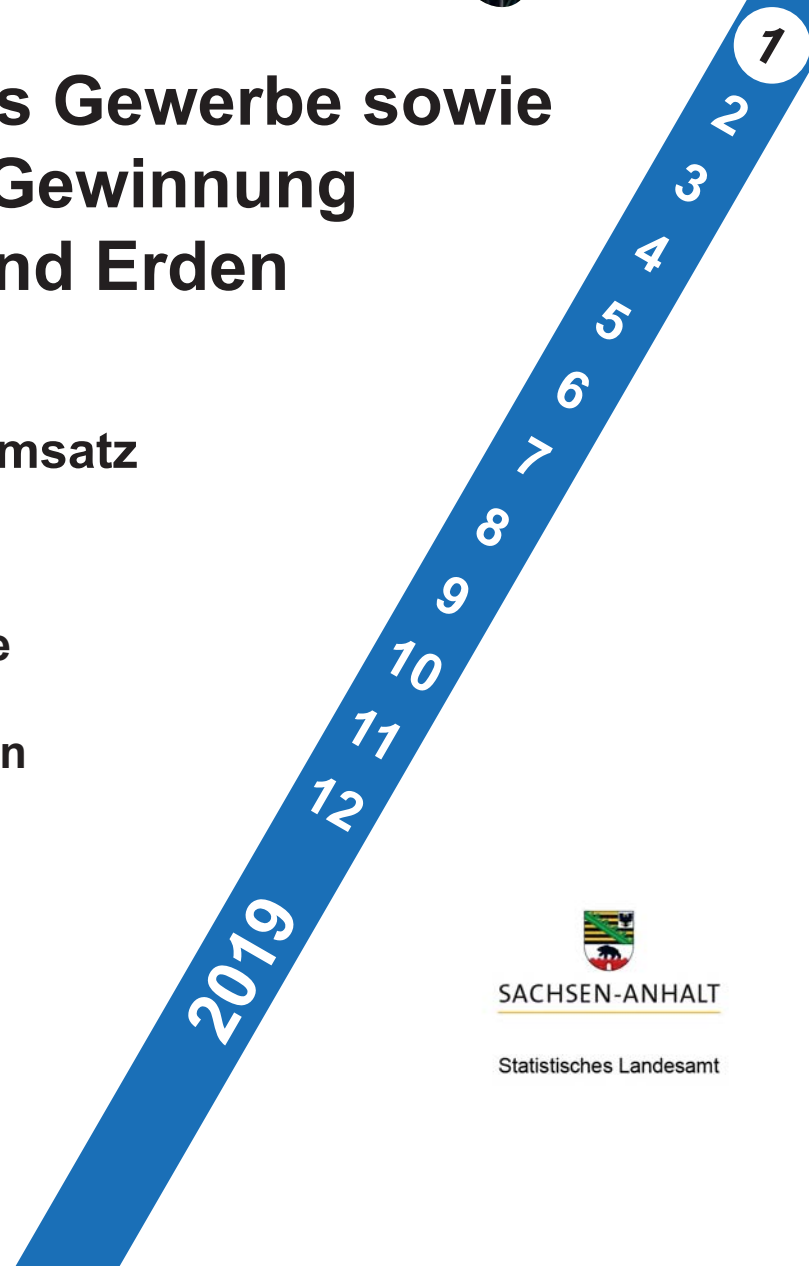 s Gewerbe sowie
Gewinnung
nd Erden
msatz
e
n
1
2
3
4
5
6
7
8
9
10
11
12
2019
SACHSEN-ANHALT
Statistisches Landesamt